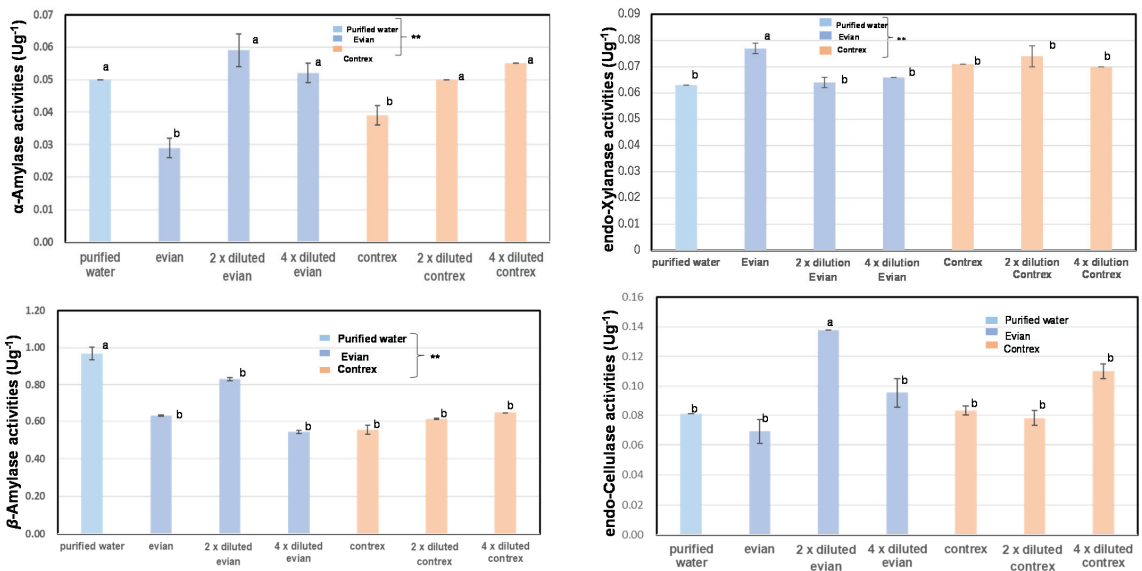 α-Amylase activities (Ug-1)
0.07
0.06
0.05
0.04
0.03
0.02
0.01
0.00
Purified water
Evian
Contrex
**
a
b
a
a
b
a
a
purified water
evian
2 x diluted evian
4 x diluted evian
contrex
2 x diluted contrex
4 x diluted contrex
endo-Xylanase activities (Ug-1)
0.09
0.08
0.07
0.06
0.05
0.04
0.03
0.02
0.01
0
Purified water
Evian
Contrex
**
b
a
b
b
b
b
b
purified water
Evian
2 x dilution Evian
4 x dilution Evian
Contrex
2 x dilution Contrex
4 x dilution Contrex
β-Amylase activities (Ug-1)
1.20
1.00
0.80
0.60
0.40
0.20
0.00
Purified water
Evian
Contrex
**
a
b
b
b
b
b
b
purified water
evian
2 x diluted evian
4 x diluted evian
contrex
2 x diluted contrex
4 x diluted contrex
endo-Cellulase activities (Ug-1)
0.16
0.14
0.12
0.10
0.08
0.06
0.04
0.02
0.00
Purified water
Evian
Contrex
b
b
a
b
b
b
b
purified water
evian
2 x diluted evian
4 x diluted evian
contrex
2 x diluted contrex
4 x diluted contrex